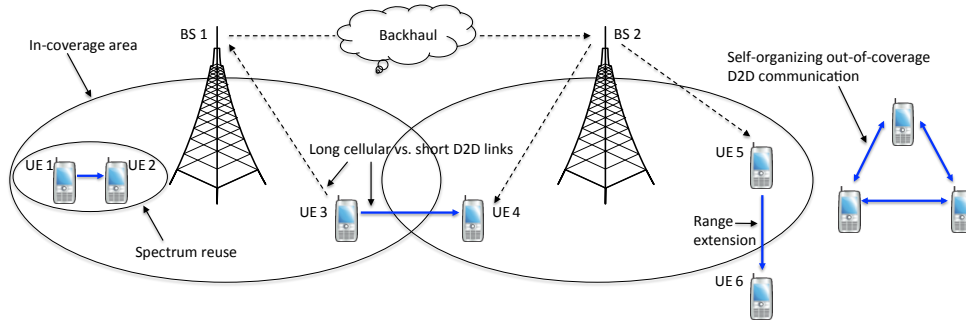 BS 1
Backhaul
BS 2
In-coverage area
Self-organizing out-of-coverage
D2D communication
UE 1
UE 2
Long cellular vs. short D2D links
UE 5
UE 3
UE 4
Spectrum reuse
Range
extension
UE 6